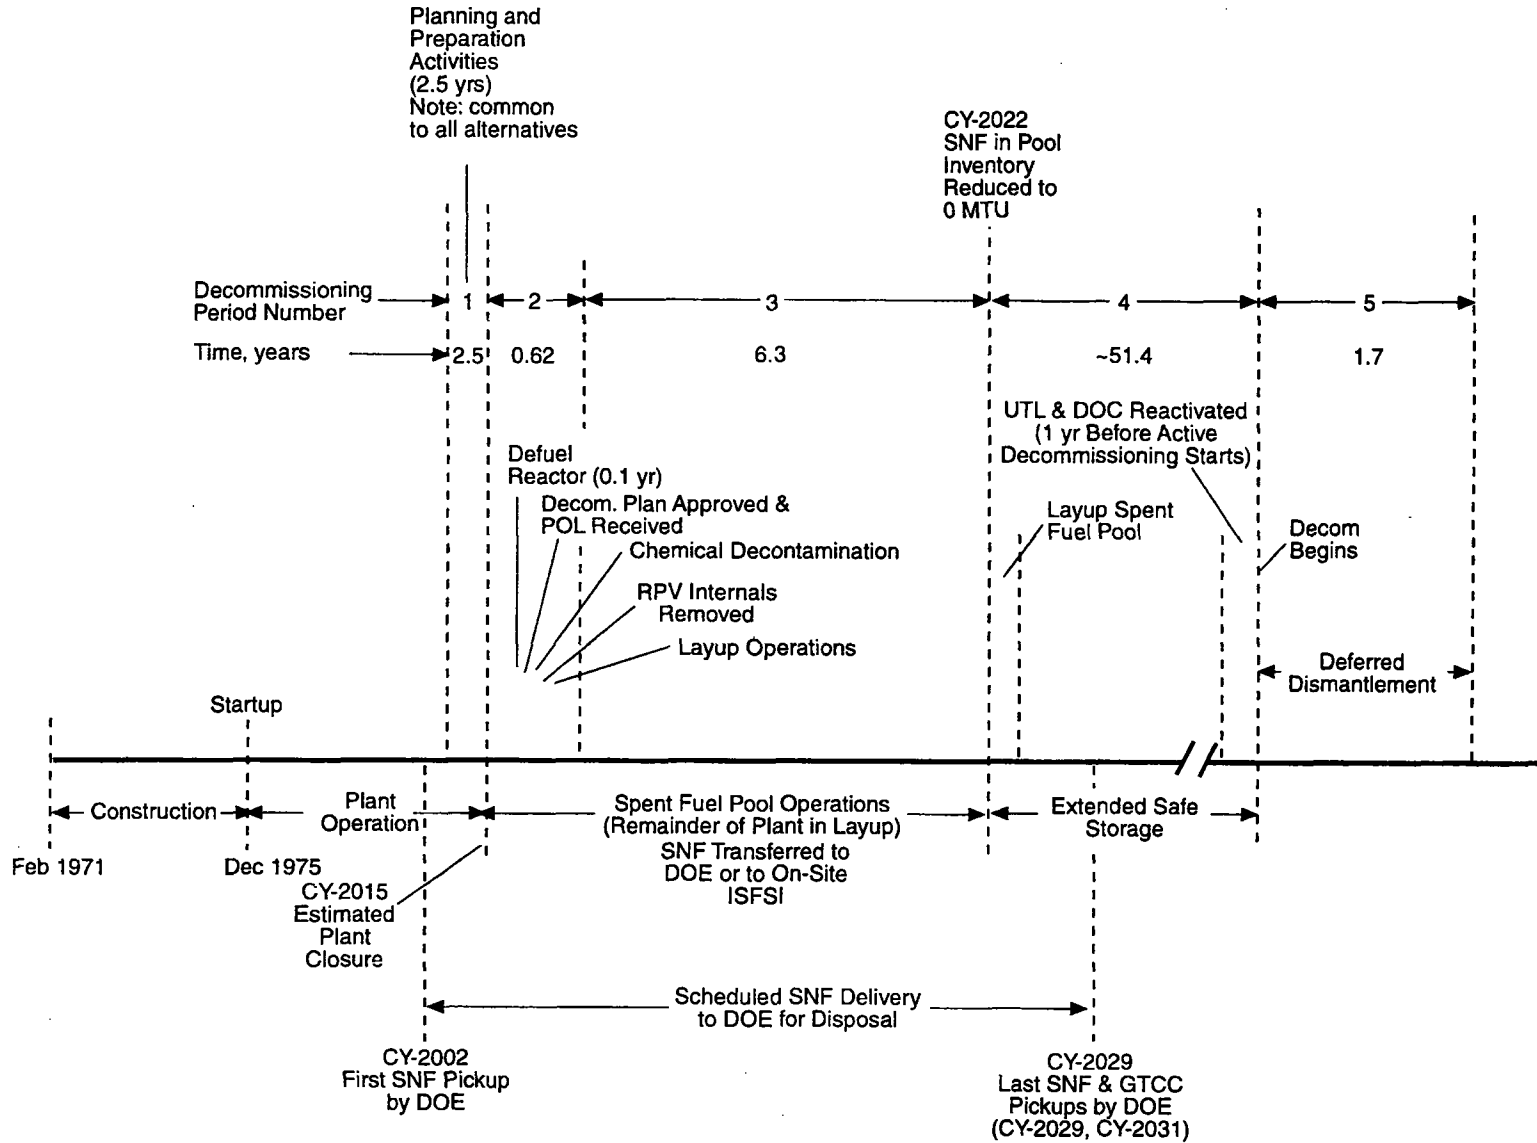 Planning and
Preparation
Activities
(2.5 yrs)
Note: common
to all alternatives
CY-2022
SNF in Pool
Inventory
Reduced to
0 MTU
Decommissioning
Period Number
1
2
3
4
5
Time, years
2.5
0.62
6.3
~51.4
1.7
UTL & DOC Reactivated
(1 yr Before Active
Decommissioning Starts)
Defuel
Reactor (0.1 yr)
Decom. Plan Approved &
POL Received
Chemical Decontamination
RPV Internals
Removed
Layup Operations
Layup Spent
Fuel Pool
Decom
Begins
Deferred
Dismantlement
Startup
Construction
Plant
Operation
Spent Fuel Pool Operations
(Remainder of Plant in Layup)
SNF Transferred to
DOE or to On-Site
ISFSI
Extended Safe
Storage
Feb 1971
Dec 1975
CY-2015
Estimated
Plant
Closure
Scheduled SNF Delivery
to DOE for Disposal
CY-2002
First SNF Pickup
by DOE
CY-2029
Last SNF & GTCC
Pickups by DOE
(CY-2029, CY-2031)